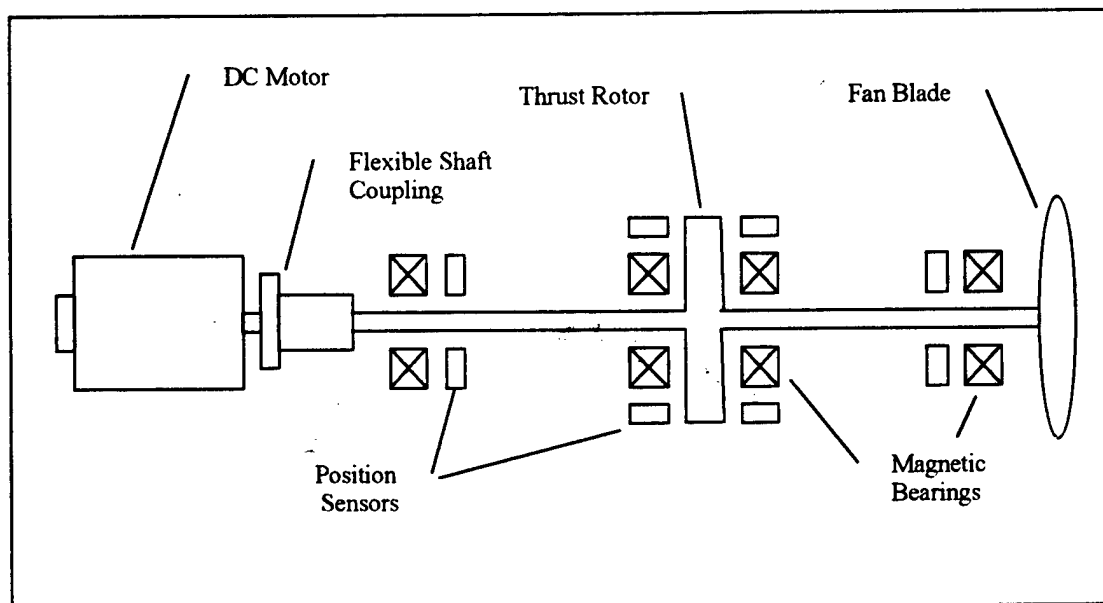 DC Motor
Thrust Rotor
Fan Blade
Flexible Shaft
Coupling
Position
Sensors
Magnetic
Bearings